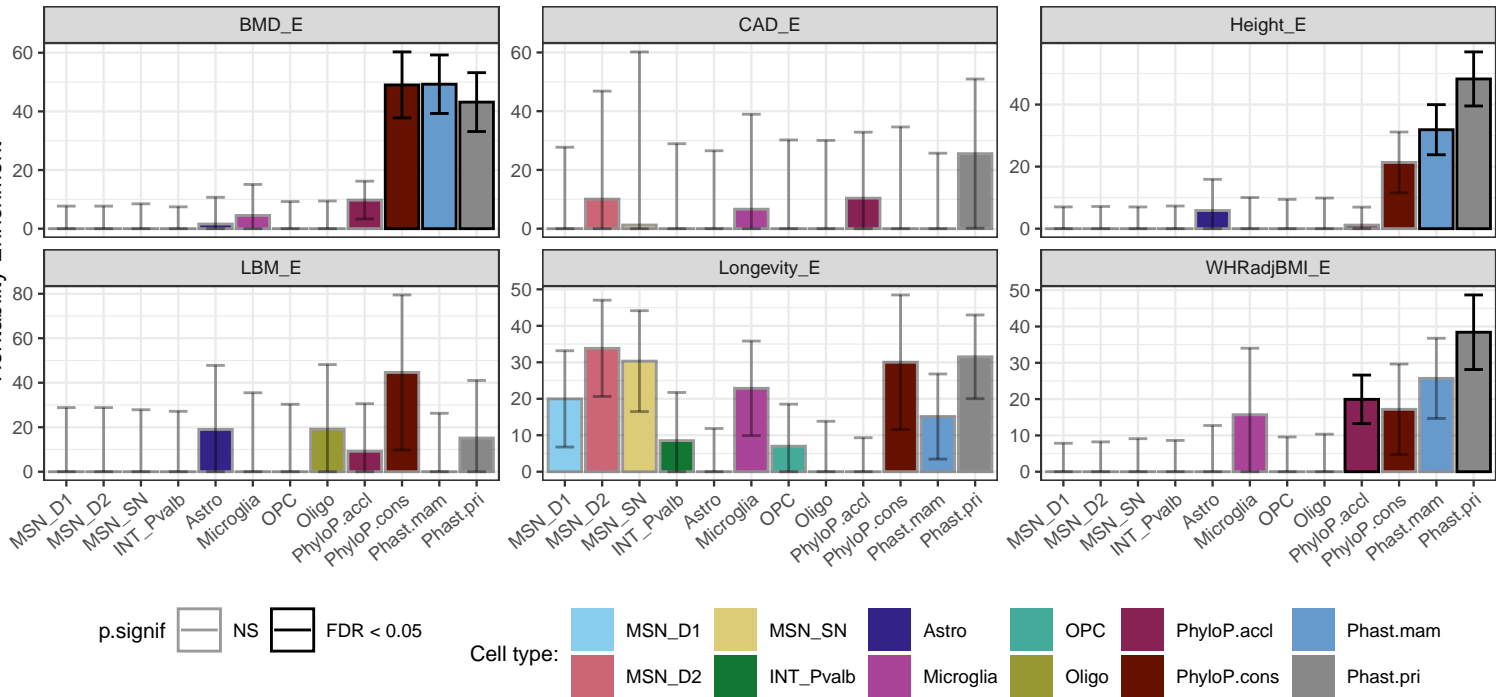 BMD_E
CAD_E
Height_E
60
40
20
0
60
40
20
0
40
20
0
LBM_E
Longevity_E
WHRadjBMI_E
80
60
40
20
0
50
40
30
20
10
0
50
40
30
20
10
0
MSN_D1
MSN_D2
MSN_SN
INT_Pvalb
Astro
Microglia
OPC
Oligo
PhyloP.accl
PhyloP.cons
Phast.mam
Phast.pri
MSN_D1
MSN_D2
MSN_SN
INT_Pvalb
Astro
Microglia
OPC
Oligo
PhyloP.accl
PhyloP.cons
Phast.mam
Phast.pri
MSN_D1
MSN_D2
MSN_SN
INT_Pvalb
Astro
Microglia
OPC
Oligo
PhyloP.accl
PhyloP.cons
Phast.mam
Phast.pri
p.signif NS FDR < 0.05
Cell type:
MSN_D1 MSN_SN Astro OPC PhyloP.accl Phast.mam
MSN_D2 INT_Pvalb Microglia Oligo PhyloP.cons Phast.pri